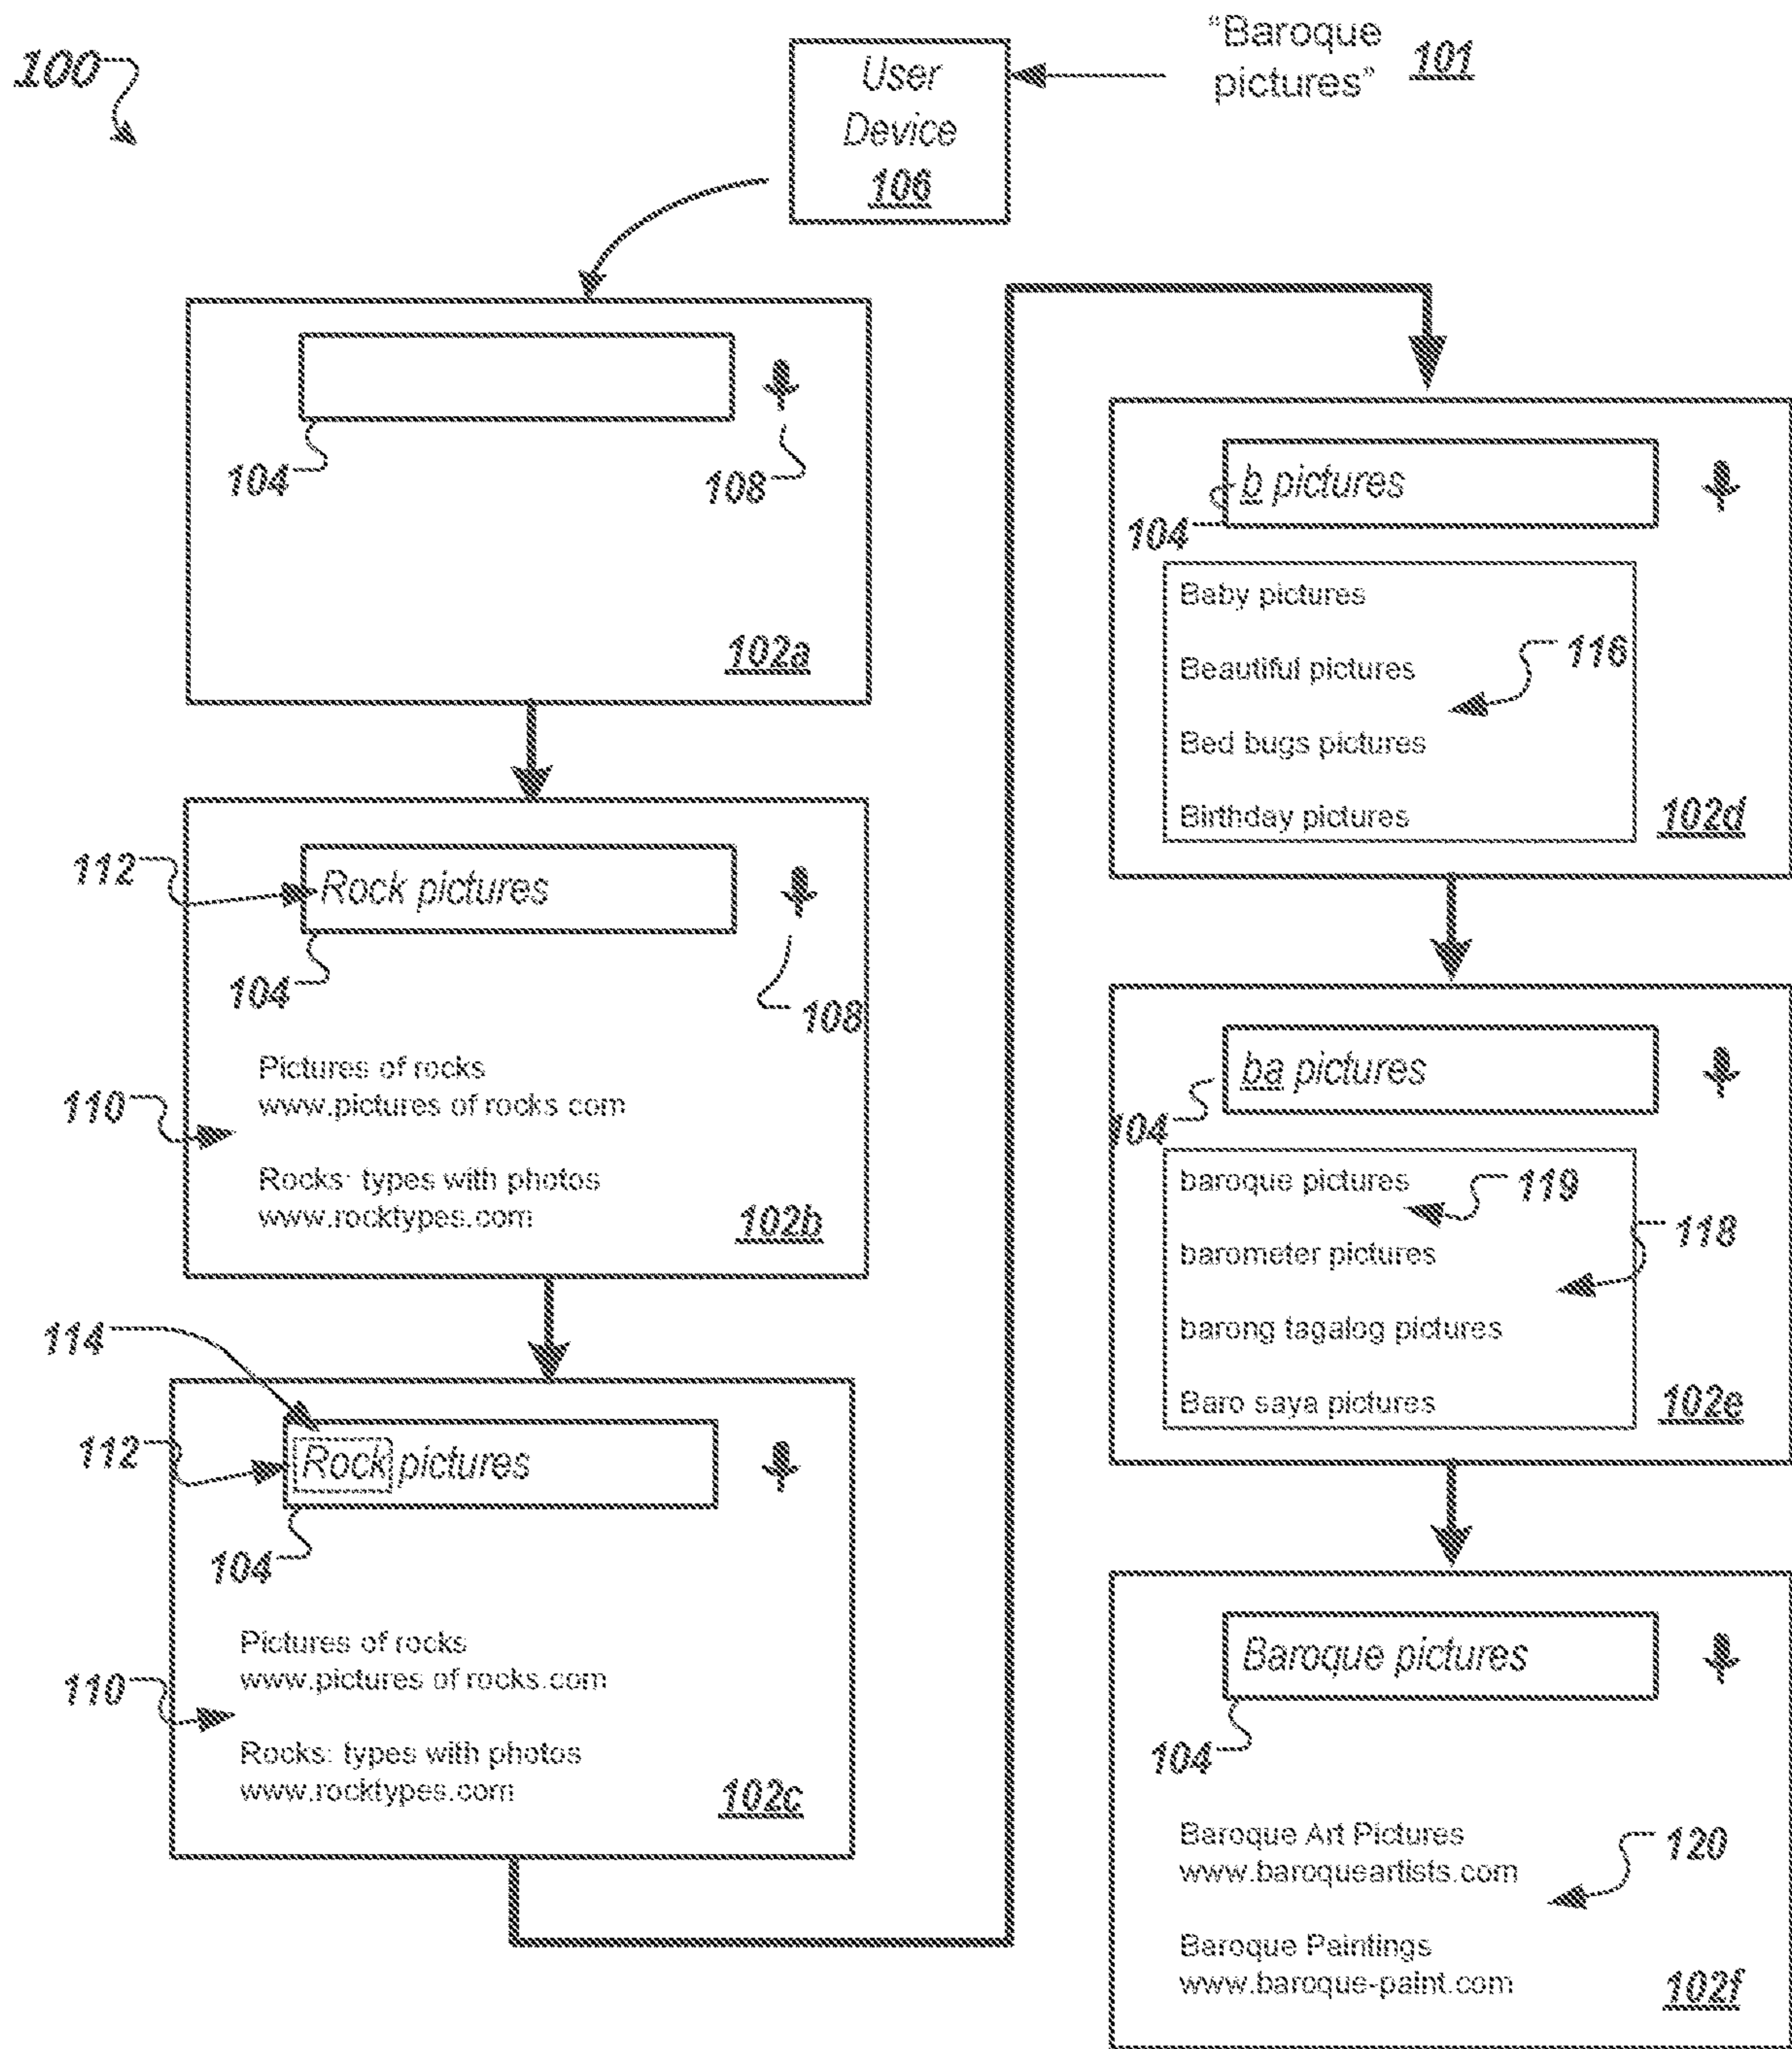 100
"Baroque
pictures"
101
User
Device
106
104
108
102a
112
Rock pictures
104
108
110
Pictures of rocks
www.pictures of rocks com
Rocks: types with photos
www.rocktypes.com
102b
114
112
Rock pictures
104
110
Pictures of rocks
www.pictures of rocks.com
Rocks: types with photos
www.rocktypes.com
102c
b pictures
104
Baby pictures
Beautiful pictures
116
Bed bugs pictures
Birthday pictures
102d
ba pictures
104
baroque pictures
119
barometer pictures
118
barong tagalog pictures
Baro saya pictures
102e
Baroque pictures
104
Baroque Art Pictures
www.baroqueartists.com
120
Baroque Paintings
www.baroque-paint.com
102f